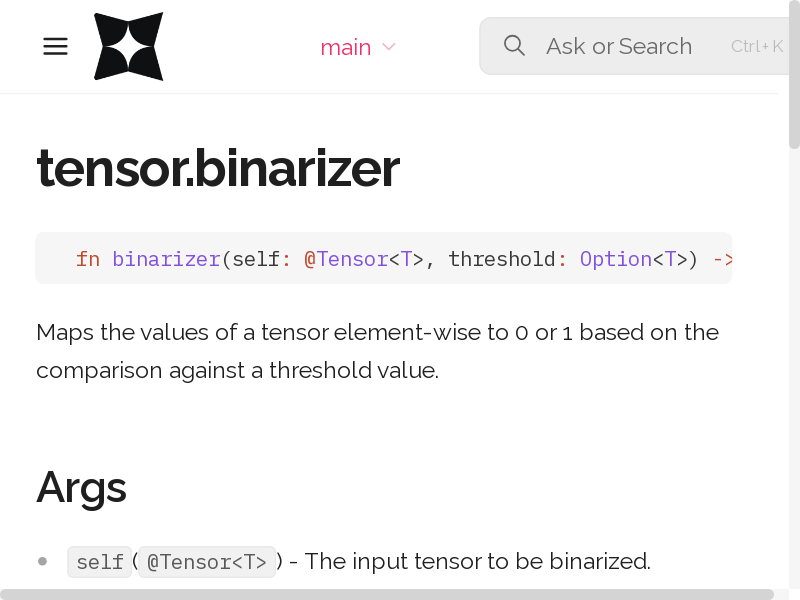 main
Ask or Search
Ctrl+ K
tensor.binarizer
fn binarizer(self: @Tensor<T>, threshold: Option<T>) ->
Maps the values of a tensor element-wise to 0 or 1 based on the
comparison against a threshold value.
Args
self (@Tensor<T>) - The input tensor to be binarized.